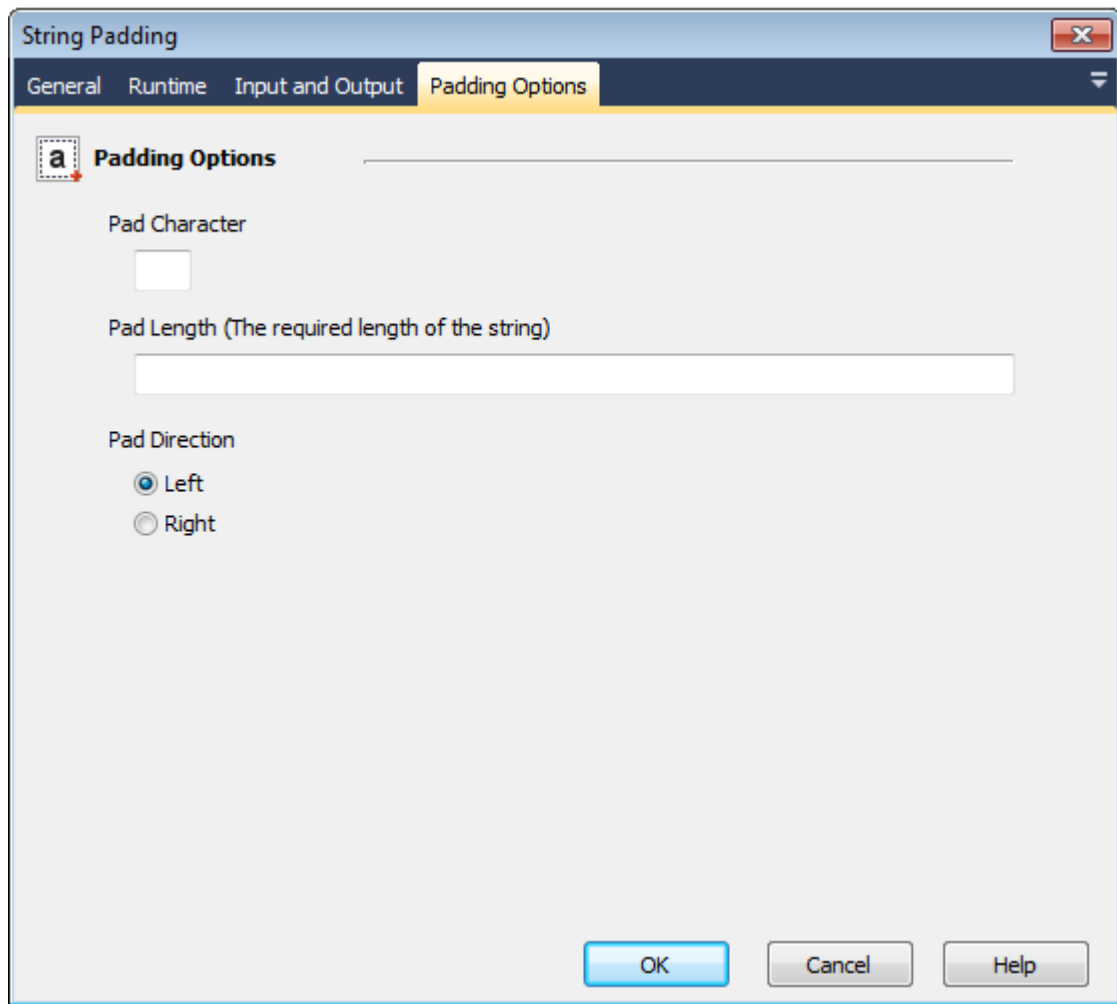 String Padding
General Runtime Input and Output Padding Options
a Padding Options
Pad Character
Pad Length (The required length of the string)
Pad Direction
Left
Right
OK Cancel Help